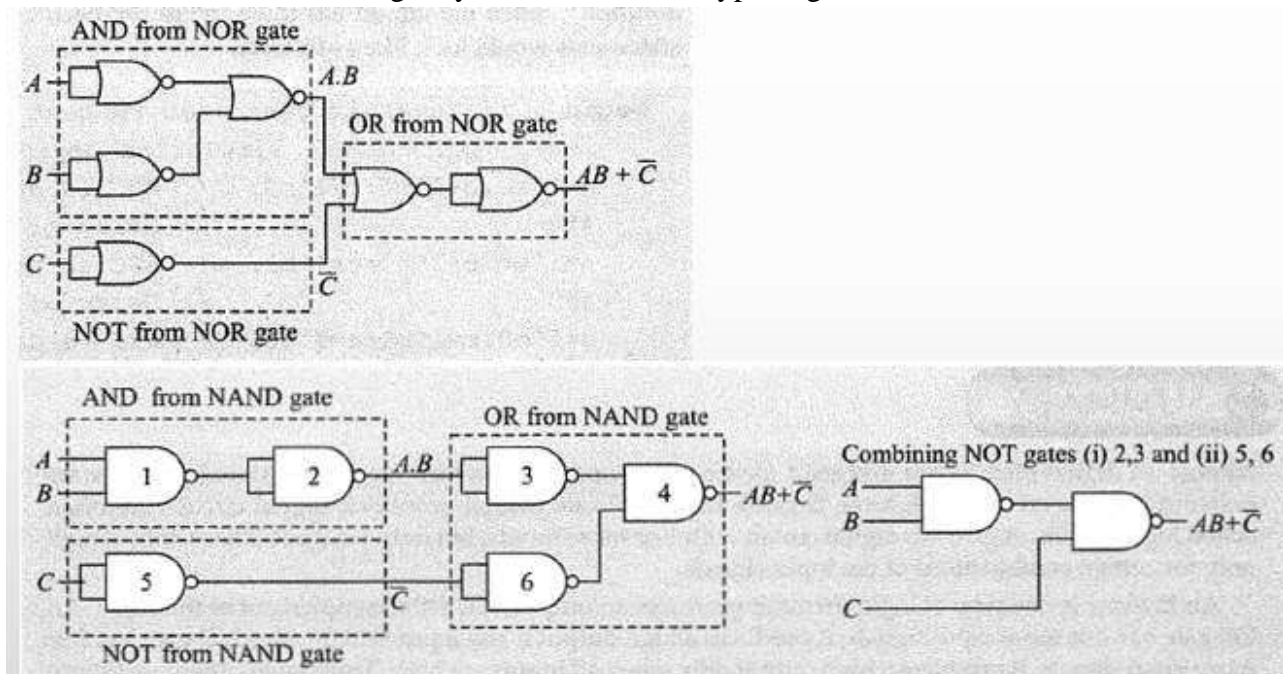 AND from NOR gate
A
A.B
OR from NOR gate
B
AB + C̅
C
C̅
NOT from NOR gate
AND from NAND gate
OR from NAND gate
Combining NOT gates (i) 2,3 and (ii) 5, 6
A
B
1
2
A.B
3
4
AB+C̅
A
B
AB+C̅
C
5
C̅
6
C
NOT from NAND gate